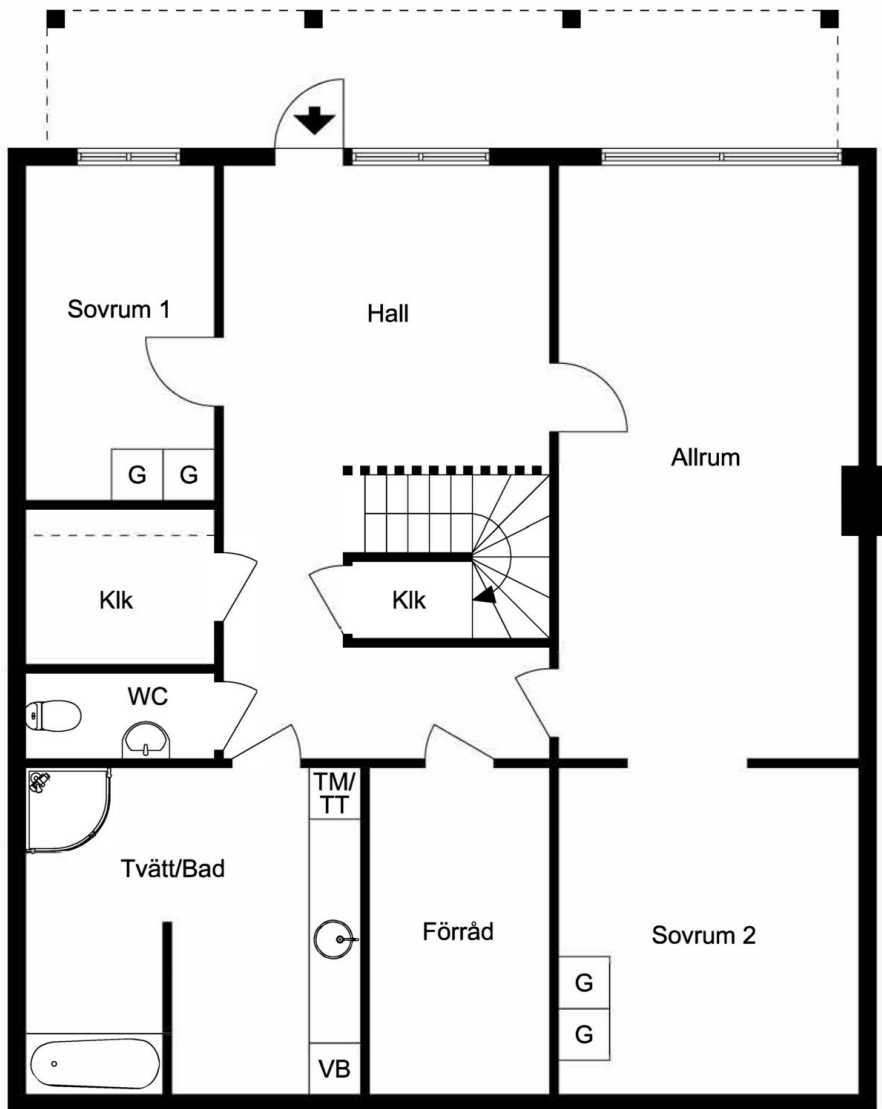 Sovrum 1
Hall
Allrum
G
G
Klk
Klk
WC
TM/
TT
Tvätt/Bad
Förråd
Sovrum 2
G
G
VB